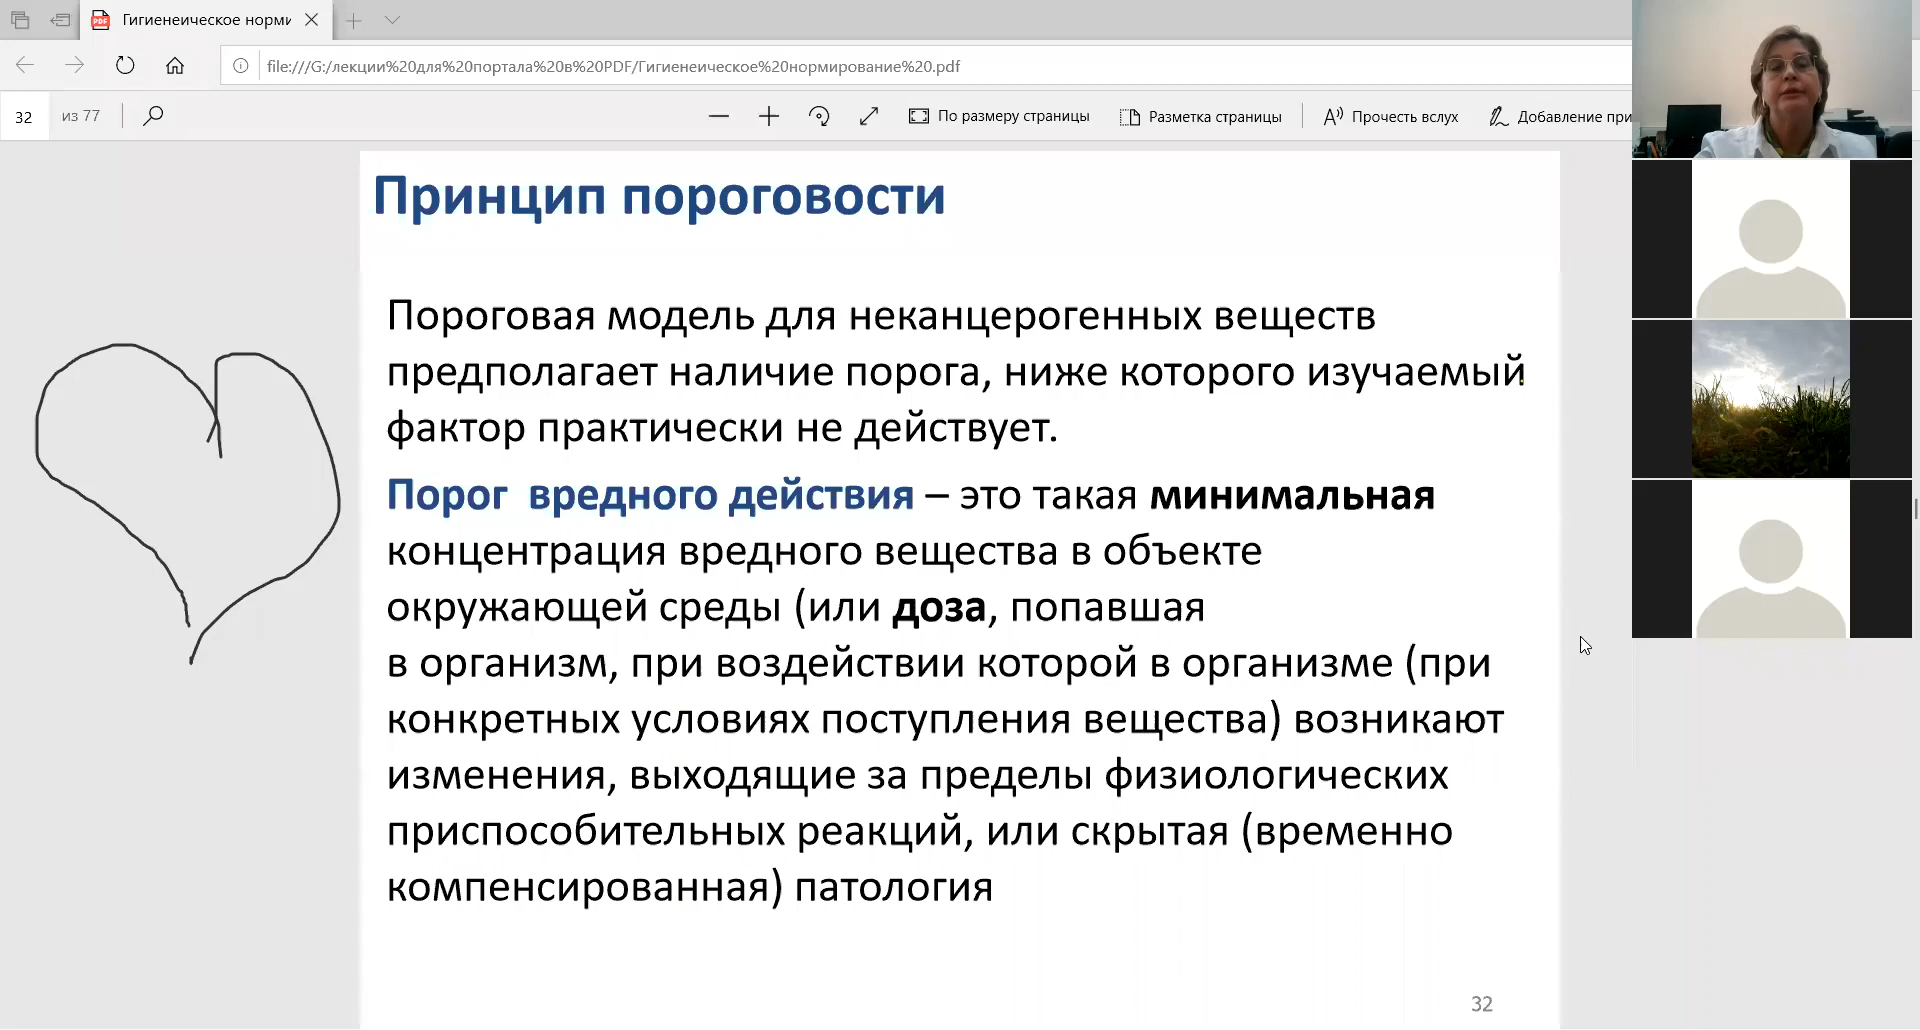 Гигиенеическое норми
file:///G:/лекции%20для%20портала%20в%20PDF/Гигиенеическое%20нормирование%20.pdf
32 из 77
По размеру страницы
Разметка страницы
Прочесть вслух
Добавление при
Принцип пороговости
Пороговая модель для неканцерогенных веществ
предполагает наличие порога, ниже которого изучаемый
фактор практически не действует.
Порог вредного действия – это такая минимальная
концентрация вредного вещества в объекте
окружающей среды (или доза, попавшая
в организм, при воздействии которой в организме (при
конкретных условиях поступления вещества) возникают
изменения, выходящие за пределы физиологических
приспособительных реакций, или скрытая (временно
компенсированная) патология
32